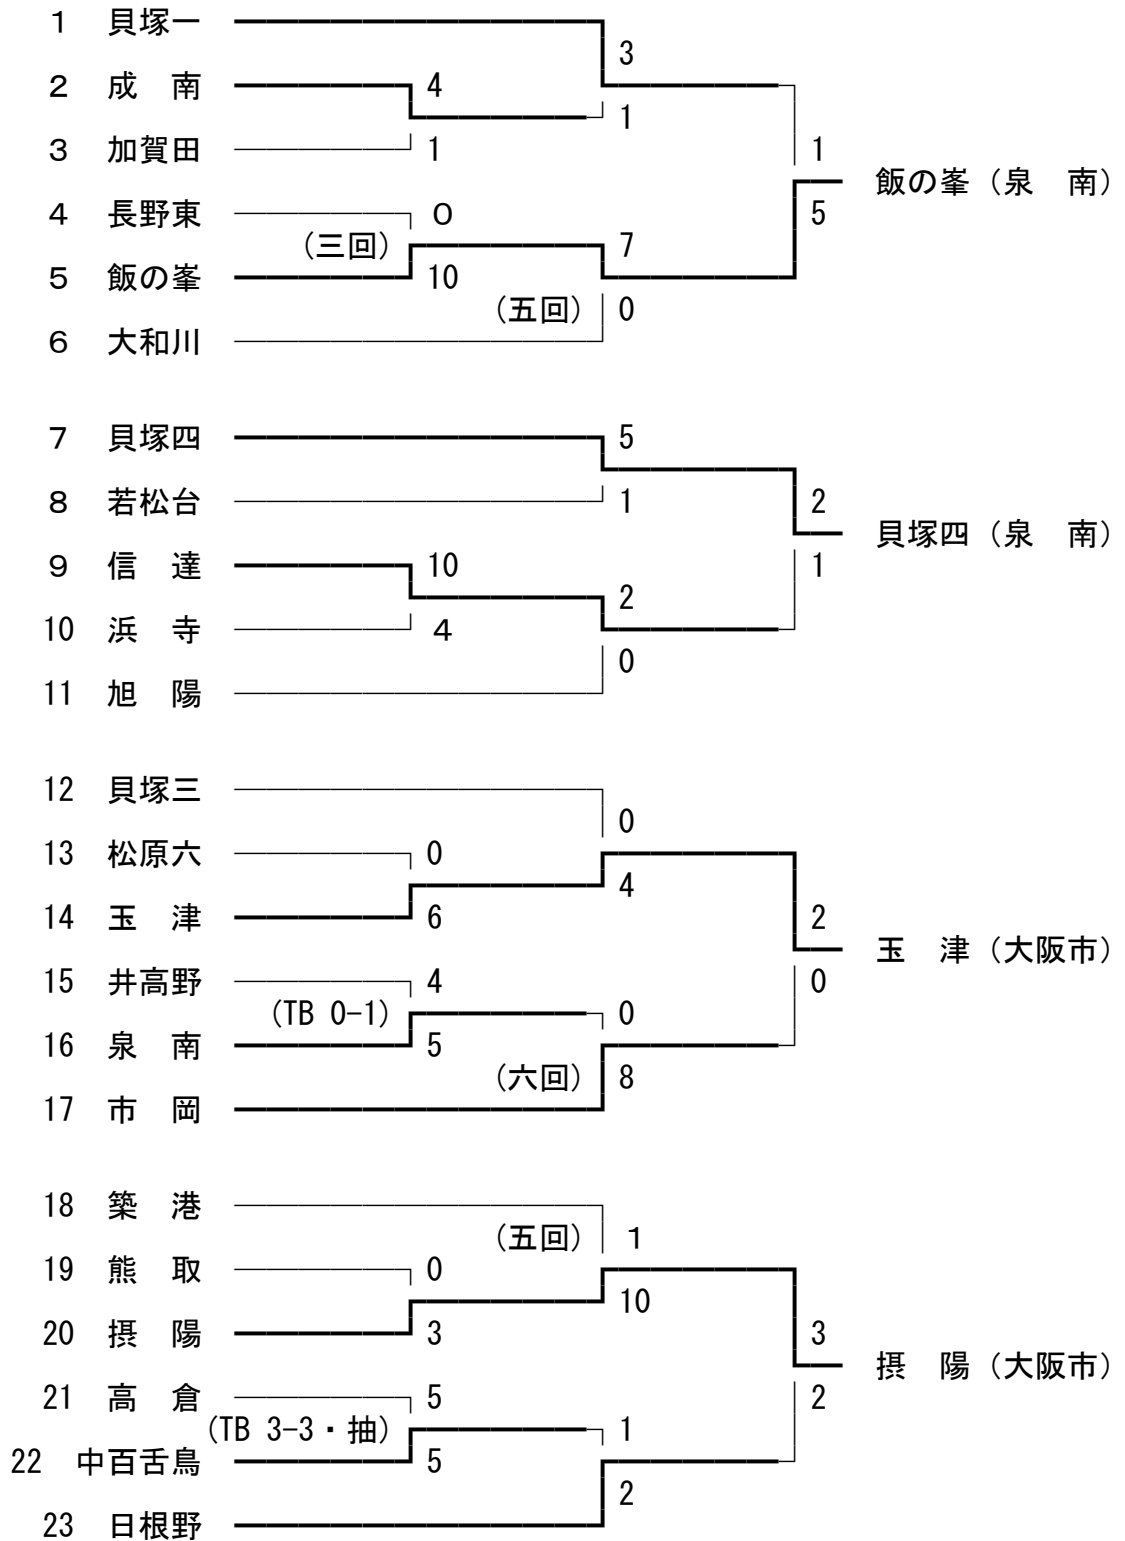 1 貝塚一
3
2 成　南 4
1
3 加賀田 1
1
飯の峯（泉　南）
4 長野東 0
5
（三回） 7
5 飯の峯 10
（五回） 0
6 大和川
7 貝塚四 5
8 若松台 1 2
貝塚四（泉　南）
9 信　達 10 1
2
10 浜　寺 4
0
11 旭　陽
12 貝塚三
0
13 松原六 0
4
14 玉　津 6 2
玉　津（大阪市）
15 井高野 4 0
（TB 0-1） 0
16 泉　南 5
（六回） 8
17 市　岡
18 築　港
（五回） 1
19 熊　取 0
10
20 摂　陽 3 3
摂　陽（大阪市）
21 高　倉 5 2
（TB 3-3・抽） 1
22 中百舌鳥 5
2
23 日根野